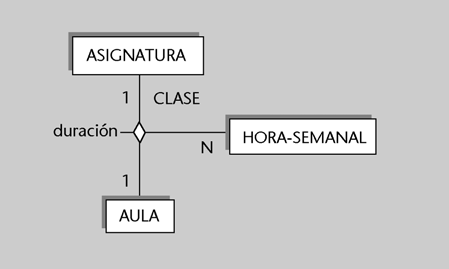 ASIGNATURA
1 CLASE
duración
HORA-SEMANAL
N
1
AULA